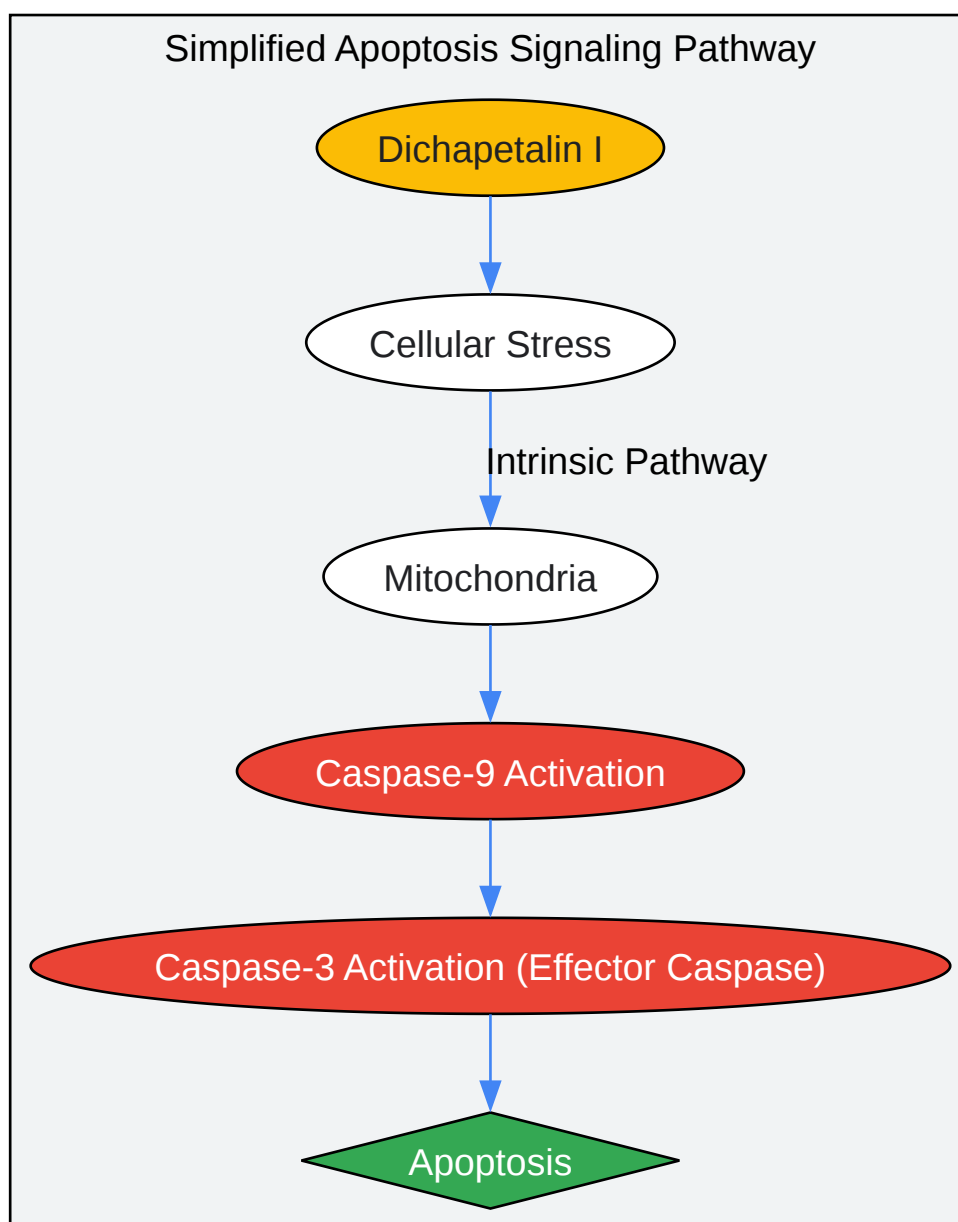 Simplified Apoptosis Signaling Pathway
Dichapetalin I
Cellular Stress
Intrinsic Pathway
Mitochondria
Caspase-9 Activation
Caspase-3 Activation (Effector Caspase)
Apoptosis